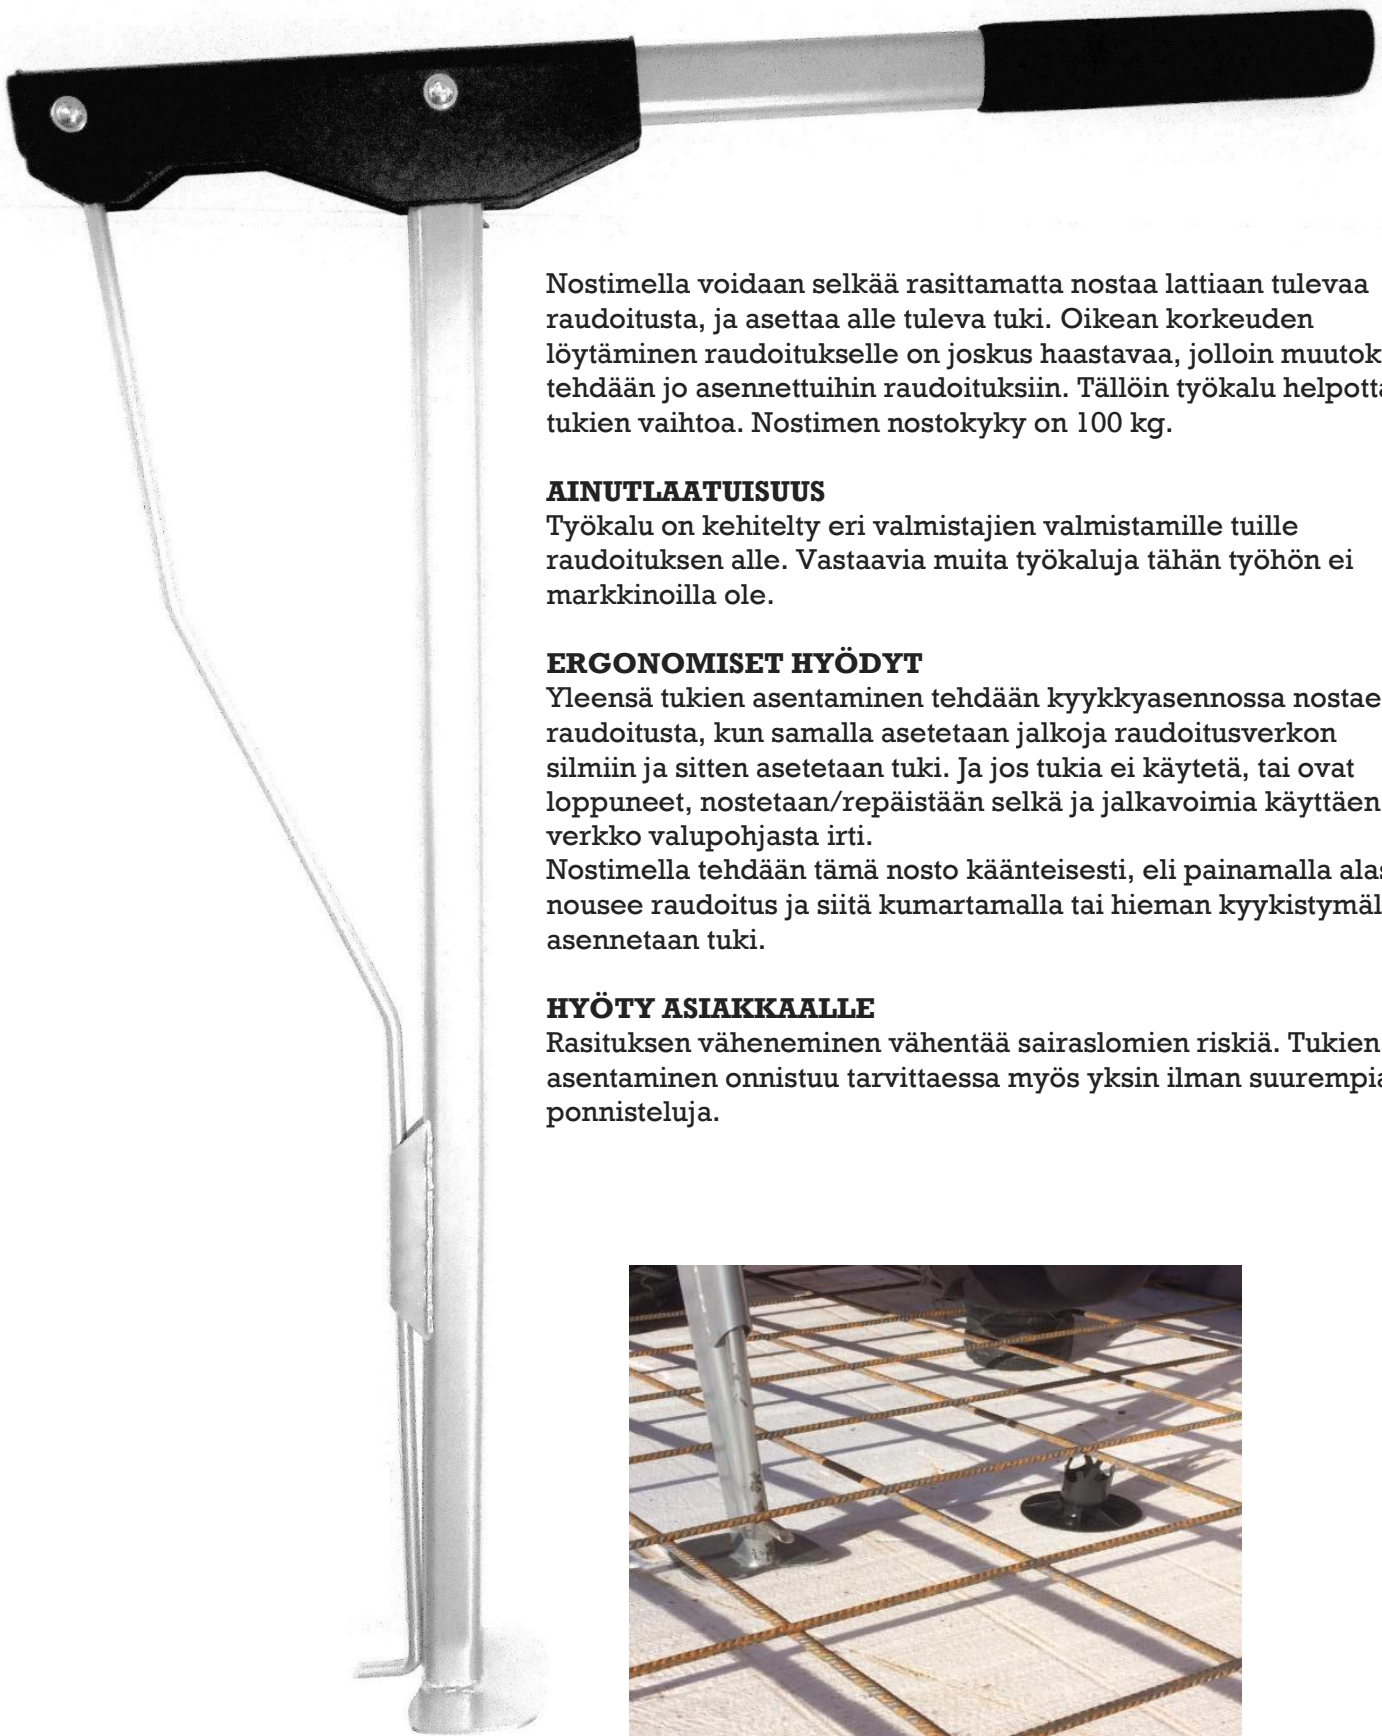 Nostimella voidaan selkää rasittamatta nostaa lattiaan tulevaa
raudoitusta, ja asettaa alle tuleva tuki. Oikean korkeuden
löytäminen raudoitukselle on joskus haastavaa, jolloin muutok
tehdään jo asennettuihin raudoituksiin. Tällöin työkalu helpotta
tukien vaihtoa. Nostimen nostokyky on 100 kg.
AINUTLAATUISUUS
Työkalu on kehitelty eri valmistajien valmistamille tuille
raudoituksen alle. Vastaavia muita työkaluja tähän työhön ei
markkinoilla ole.
ERGONOMISET HYÖDYT
Yleensä tukien asentaminen tehdään kyykkyasennossa nostae
raudoitusta, kun samalla asetetaan jalkoja raudoitusverkon
silmiin ja sitten asetetaan tuki. Ja jos tukia ei käytetä, tai ovat
loppuneet, nostetaan/repäistään selkä ja jalkavoimia käyttäen
verkko valupohjasta irti.
Nostimella tehdään tämä nosto käänteisesti, eli painamalla alas
nousee raudoitus ja siitä kumartamalla tai hieman kyykistymäl
asennetaan tuki.
HYÖTY ASIAKKAALLE
Rasituksen väheneminen vähentää sairaslomien riskiä. Tukien
asentaminen onnistuu tarvittaessa myös yksin ilman suurempia
ponnisteluja.